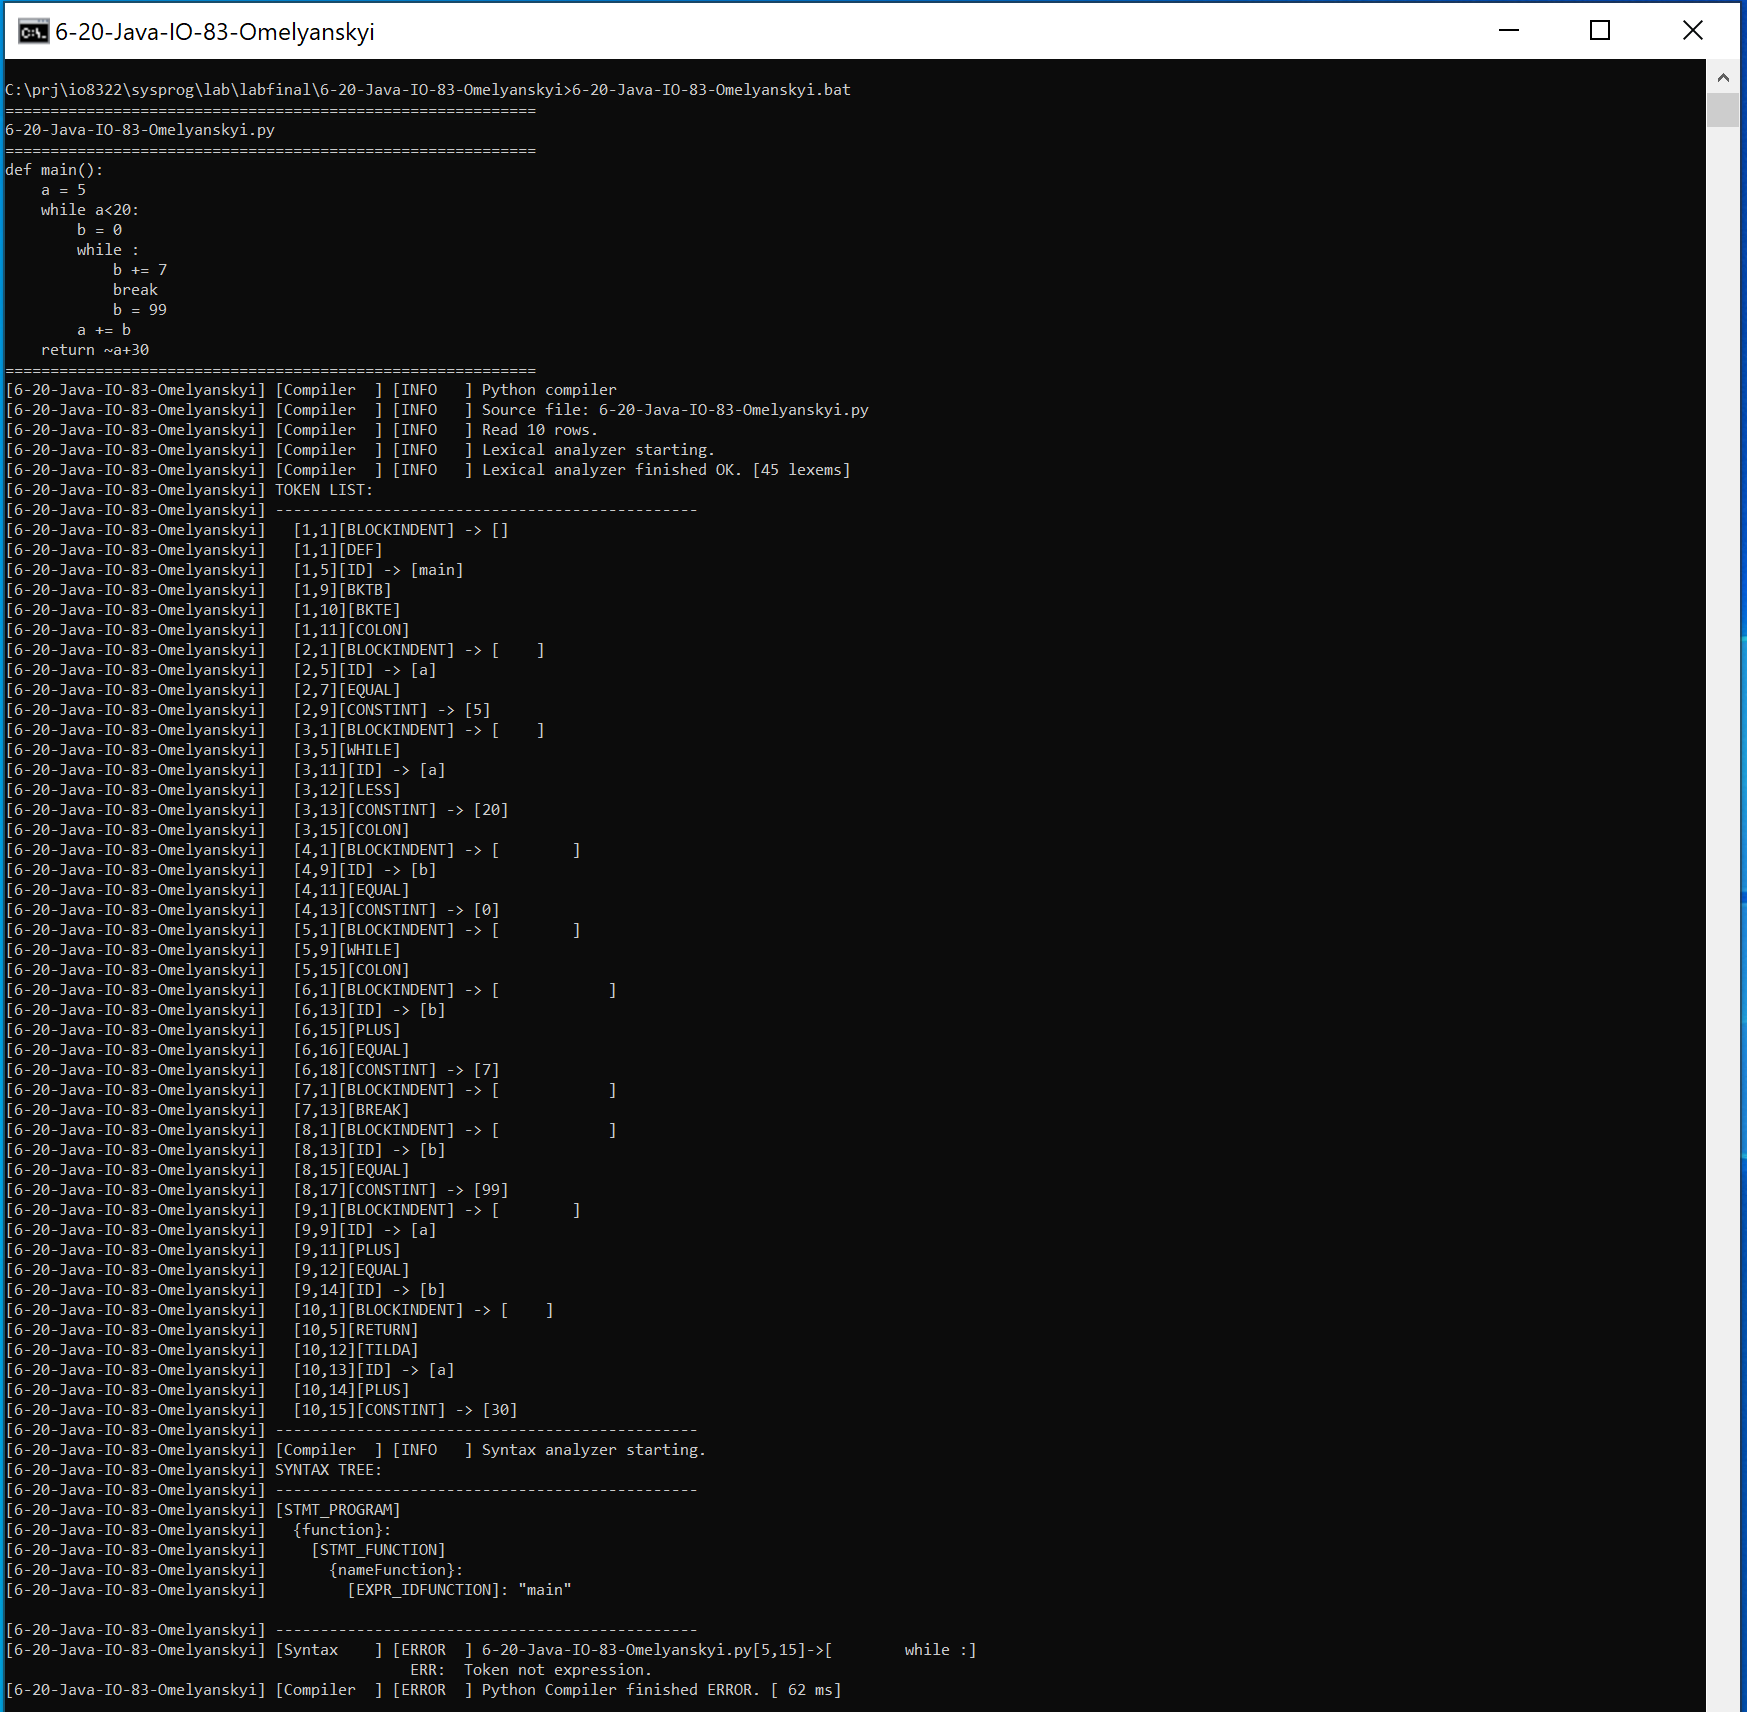 6-20-Java-IO-83-Omelyanskyi
C:\prj\io8322\sysprog\lab\labfinal\6-20-Java-IO-83-Omelyanskyi>6-20-Java-IO-83-Omelyanskyi.bat
===========================================================
6-20-Java-IO-83-Omelyanskyi.py
===========================================================
def main():
    a = 5
    while a<20:
        b = 0
        while :
            b += 7
            break
            b = 99
        a += b
    return ~a+30
===========================================================
[6-20-Java-IO-83-Omelyanskyi] [Compiler  ] [INFO   ] Python compiler
[6-20-Java-IO-83-Omelyanskyi] [Compiler  ] [INFO   ] Source file: 6-20-Java-IO-83-Omelyanskyi.py
[6-20-Java-IO-83-Omelyanskyi] [Compiler  ] [INFO   ] Read 10 rows.
[6-20-Java-IO-83-Omelyanskyi] [Compiler  ] [INFO   ] Lexical analyzer starting.
[6-20-Java-IO-83-Omelyanskyi] [Compiler  ] [INFO   ] Lexical analyzer finished OK. [45 lexems]
[6-20-Java-IO-83-Omelyanskyi] TOKEN LIST:
[6-20-Java-IO-83-Omelyanskyi] -----------------------------------------------
[6-20-Java-IO-83-Omelyanskyi]   [1,1][BLOCKINDENT] -> []
[6-20-Java-IO-83-Omelyanskyi]   [1,1][DEF]
[6-20-Java-IO-83-Omelyanskyi]   [1,5][ID] -> [main]
[6-20-Java-IO-83-Omelyanskyi]   [1,9][BKTB]
[6-20-Java-IO-83-Omelyanskyi]   [1,10][BKTE]
[6-20-Java-IO-83-Omelyanskyi]   [1,11][COLON]
[6-20-Java-IO-83-Omelyanskyi]   [2,1][BLOCKINDENT] -> [    ]
[6-20-Java-IO-83-Omelyanskyi]   [2,5][ID] -> [a]
[6-20-Java-IO-83-Omelyanskyi]   [2,7][EQUAL]
[6-20-Java-IO-83-Omelyanskyi]   [2,9][CONSTINT] -> [5]
[6-20-Java-IO-83-Omelyanskyi]   [3,1][BLOCKINDENT] -> [    ]
[6-20-Java-IO-83-Omelyanskyi]   [3,5][WHILE]
[6-20-Java-IO-83-Omelyanskyi]   [3,11][ID] -> [a]
[6-20-Java-IO-83-Omelyanskyi]   [3,12][LESS]
[6-20-Java-IO-83-Omelyanskyi]   [3,13][CONSTINT] -> [20]
[6-20-Java-IO-83-Omelyanskyi]   [3,15][COLON]
[6-20-Java-IO-83-Omelyanskyi]   [4,1][BLOCKINDENT] -> [        ]
[6-20-Java-IO-83-Omelyanskyi]   [4,9][ID] -> [b]
[6-20-Java-IO-83-Omelyanskyi]   [4,11][EQUAL]
[6-20-Java-IO-83-Omelyanskyi]   [4,13][CONSTINT] -> [0]
[6-20-Java-IO-83-Omelyanskyi]   [5,1][BLOCKINDENT] -> [        ]
[6-20-Java-IO-83-Omelyanskyi]   [5,9][WHILE]
[6-20-Java-IO-83-Omelyanskyi]   [5,15][COLON]
[6-20-Java-IO-83-Omelyanskyi]   [6,1][BLOCKINDENT] -> [            ]
[6-20-Java-IO-83-Omelyanskyi]   [6,13][ID] -> [b]
[6-20-Java-IO-83-Omelyanskyi]   [6,15][PLUS]
[6-20-Java-IO-83-Omelyanskyi]   [6,16][EQUAL]
[6-20-Java-IO-83-Omelyanskyi]   [6,18][CONSTINT] -> [7]
[6-20-Java-IO-83-Omelyanskyi]   [7,1][BLOCKINDENT] -> [            ]
[6-20-Java-IO-83-Omelyanskyi]   [7,13][BREAK]
[6-20-Java-IO-83-Omelyanskyi]   [8,1][BLOCKINDENT] -> [            ]
[6-20-Java-IO-83-Omelyanskyi]   [8,13][ID] -> [b]
[6-20-Java-IO-83-Omelyanskyi]   [8,15][EQUAL]
[6-20-Java-IO-83-Omelyanskyi]   [8,17][CONSTINT] -> [99]
[6-20-Java-IO-83-Omelyanskyi]   [9,1][BLOCKINDENT] -> [        ]
[6-20-Java-IO-83-Omelyanskyi]   [9,9][ID] -> [a]
[6-20-Java-IO-83-Omelyanskyi]   [9,11][PLUS]
[6-20-Java-IO-83-Omelyanskyi]   [9,12][EQUAL]
[6-20-Java-IO-83-Omelyanskyi]   [9,14][ID] -> [b]
[6-20-Java-IO-83-Omelyanskyi]   [10,1][BLOCKINDENT] -> [    ]
[6-20-Java-IO-83-Omelyanskyi]   [10,5][RETURN]
[6-20-Java-IO-83-Omelyanskyi]   [10,12][TILDA]
[6-20-Java-IO-83-Omelyanskyi]   [10,13][ID] -> [a]
[6-20-Java-IO-83-Omelyanskyi]   [10,14][PLUS]
[6-20-Java-IO-83-Omelyanskyi]   [10,15][CONSTINT] -> [30]
[6-20-Java-IO-83-Omelyanskyi] -----------------------------------------------
[6-20-Java-IO-83-Omelyanskyi] [Compiler  ] [INFO   ] Syntax analyzer starting.
[6-20-Java-IO-83-Omelyanskyi] SYNTAX TREE:
[6-20-Java-IO-83-Omelyanskyi] -----------------------------------------------
[6-20-Java-IO-83-Omelyanskyi] [STMT_PROGRAM]
[6-20-Java-IO-83-Omelyanskyi]   {function}:
[6-20-Java-IO-83-Omelyanskyi]     [STMT_FUNCTION]
[6-20-Java-IO-83-Omelyanskyi]       {nameFunction}:
[6-20-Java-IO-83-Omelyanskyi]         [EXPR_IDFUNCTION]: "main"
[6-20-Java-IO-83-Omelyanskyi] -----------------------------------------------
[6-20-Java-IO-83-Omelyanskyi] [Syntax    ] [ERROR  ] 6-20-Java-IO-83-Omelyanskyi.py[5,15]->[        while :]
                                             ERR:  Token not expression.
[6-20-Java-IO-83-Omelyanskyi] [Compiler  ] [ERROR  ] Python Compiler finished ERROR. [ 62 ms]